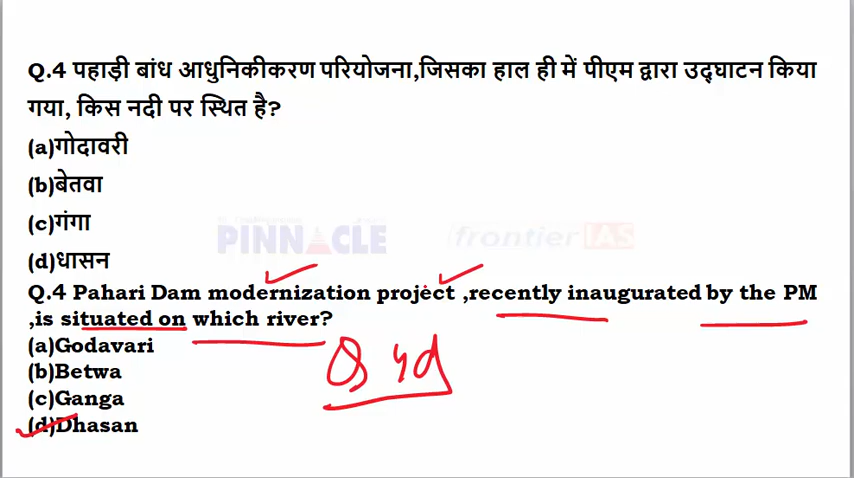 Q.4 पहाड़ी बांध आधुनिकीकरण परियोजना,जिसका हाल ही में पीएम द्वारा उद्घाटन किया
गया, किस नदी पर स्थित है?
(a)गोदावरी
(b)बेतवा
(c)गंगा
(d)धासन
PINNACLE frontier IAS
Q.4 Pahari Dam modernization project ,recently inaugurated by the PM
,is situated on which river?
(a)Godavari
(b)Betwa
(c)Ganga
(d)Dhasan